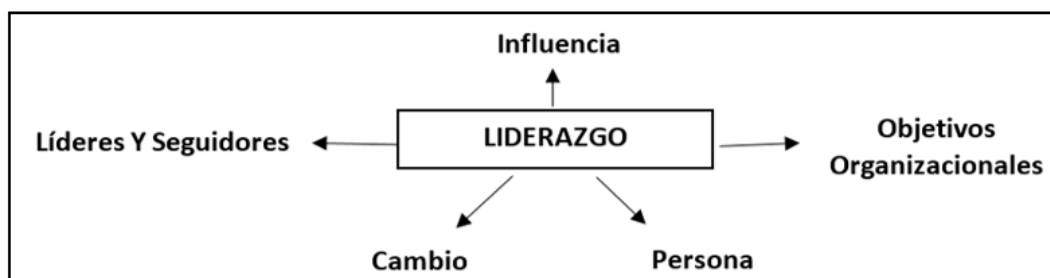 Influencia
Líderes Y Seguidores
LIDERAZGO
Objetivos
Organizacionales
Cambio
Persona